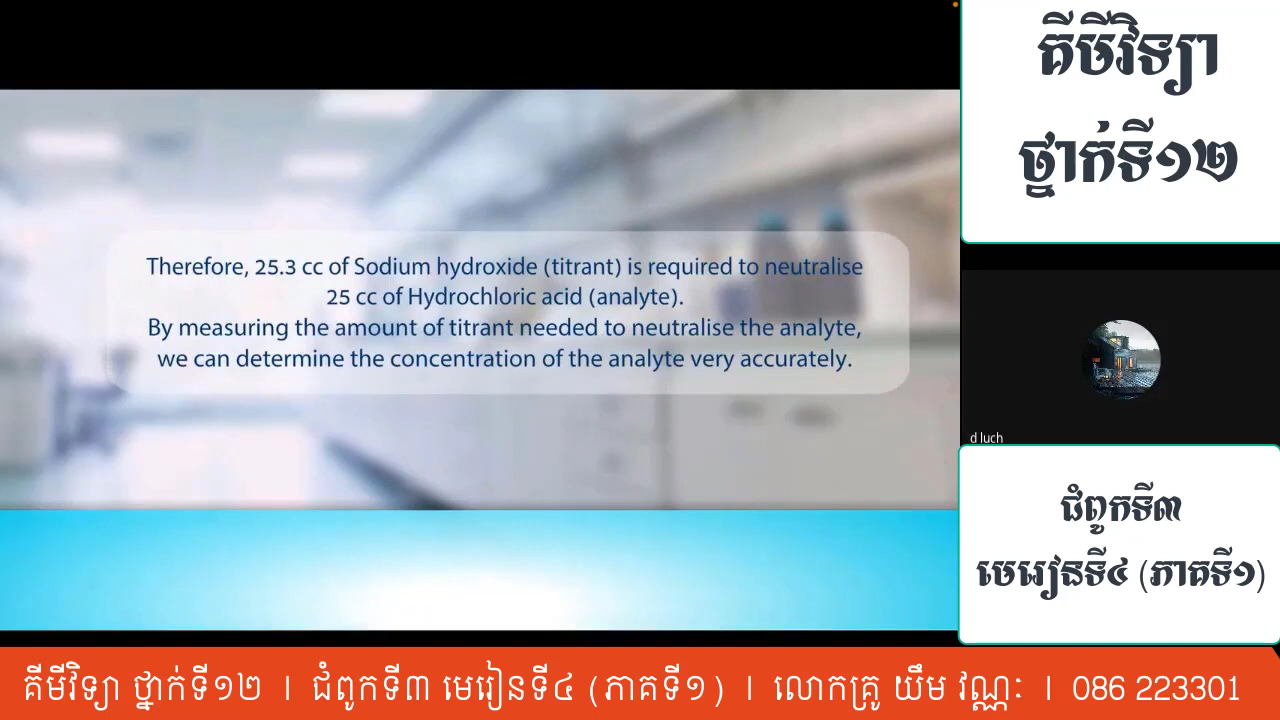 Therefore, 25.3 cc of Sodium hydroxide (titrant) is required to neutralise
25 cc of Hydrochloric acid (analyte).
By measuring the amount of titrant needed to neutralise the analyte,
we can determine the concentration of the analyte very accurately.
គីមីវិទ្យា
ថ្នាក់ទី១២
d luch
ជំពូកទី៣
មេរៀនទី៤ (ភាគទី១)
គីមីវិទ្យា ថ្នាក់ទី១២ | ជំពូកទី៣ មេរៀនទី៤ (ភាគទី១) | លោកគ្រូ ឃឹម វណ្ណៈ | 086 223301